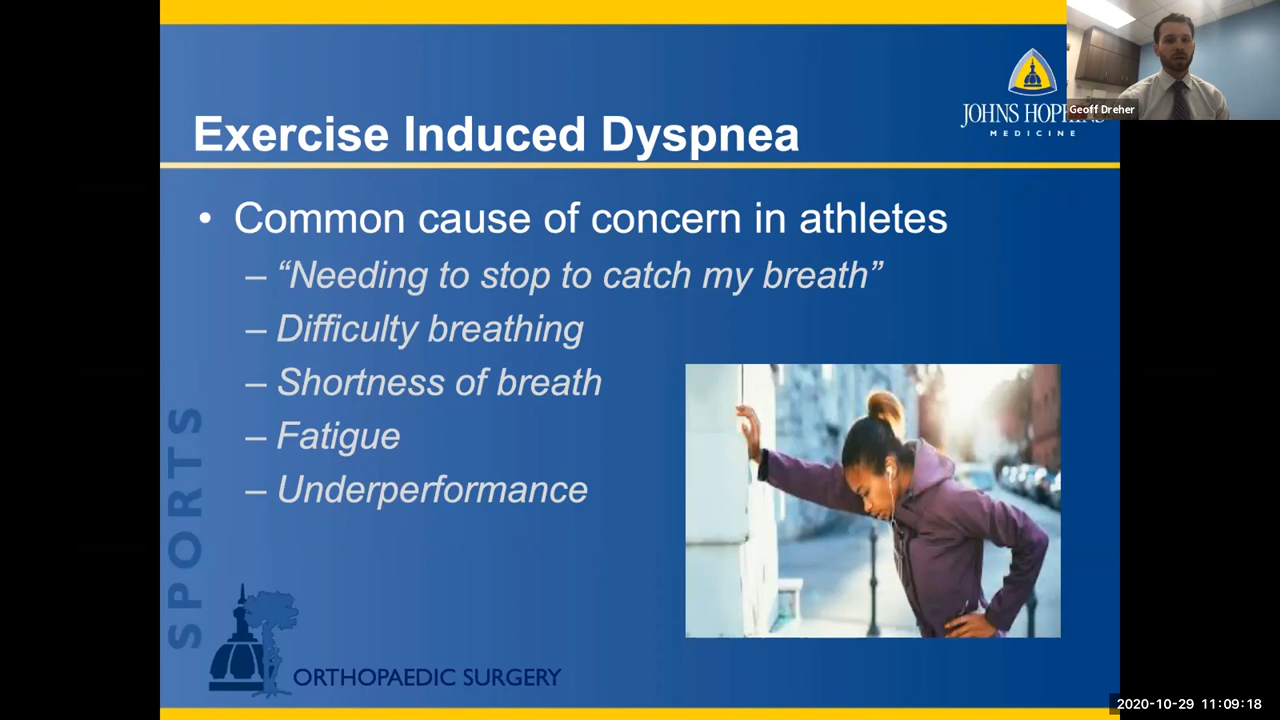 JOHNS HOPKINS
MEDICINE
Geoff Dreher
Exercise Induced Dyspnea
• Common cause of concern in athletes
– “Needing to stop to catch my breath”
– Difficulty breathing
– Shortness of breath
– Fatigue
– Underperformance
SPORTS
ORTHOPAEDIC SURGERY
2020-10-29 11:09:18